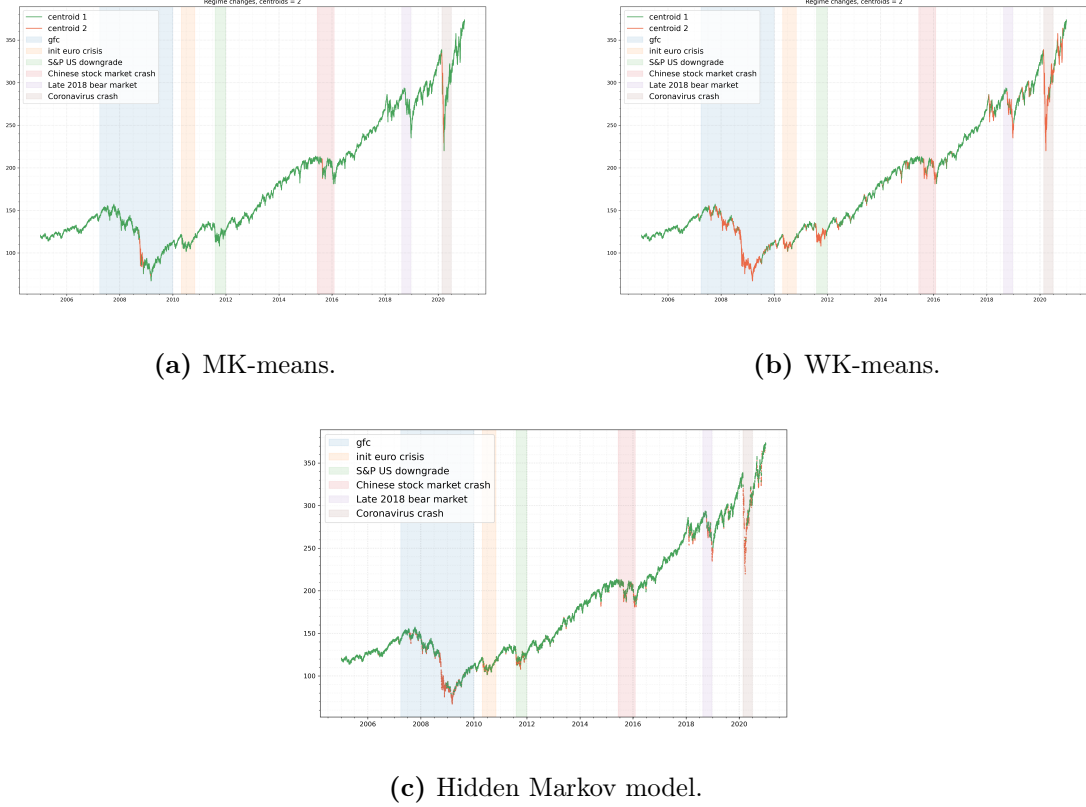 Regime changes, centroids = 2
centroid 1
centroid 2
gfc
init euro crisis
S&P US downgrade
Chinese stock market crash
Late 2018 bear market
Coronavirus crash
350
300
250
200
150
100
2006 2008 2010 2012 2014 2016 2018 2020
(a) MK-means.
Regime changes, centroids = 2
centroid 1
centroid 2
gfc
init euro crisis
S&P US downgrade
Chinese stock market crash
Late 2018 bear market
Coronavirus crash
350
300
250
200
150
100
2006 2008 2010 2012 2014 2016 2018 2020
(b) WK-means.
gfc
init euro crisis
S&P US downgrade
Chinese stock market crash
Late 2018 bear market
Coronavirus crash
350
300
250
200
150
100
2006 2008 2010 2012 2014 2016 2018 2020
(c) Hidden Markov model.